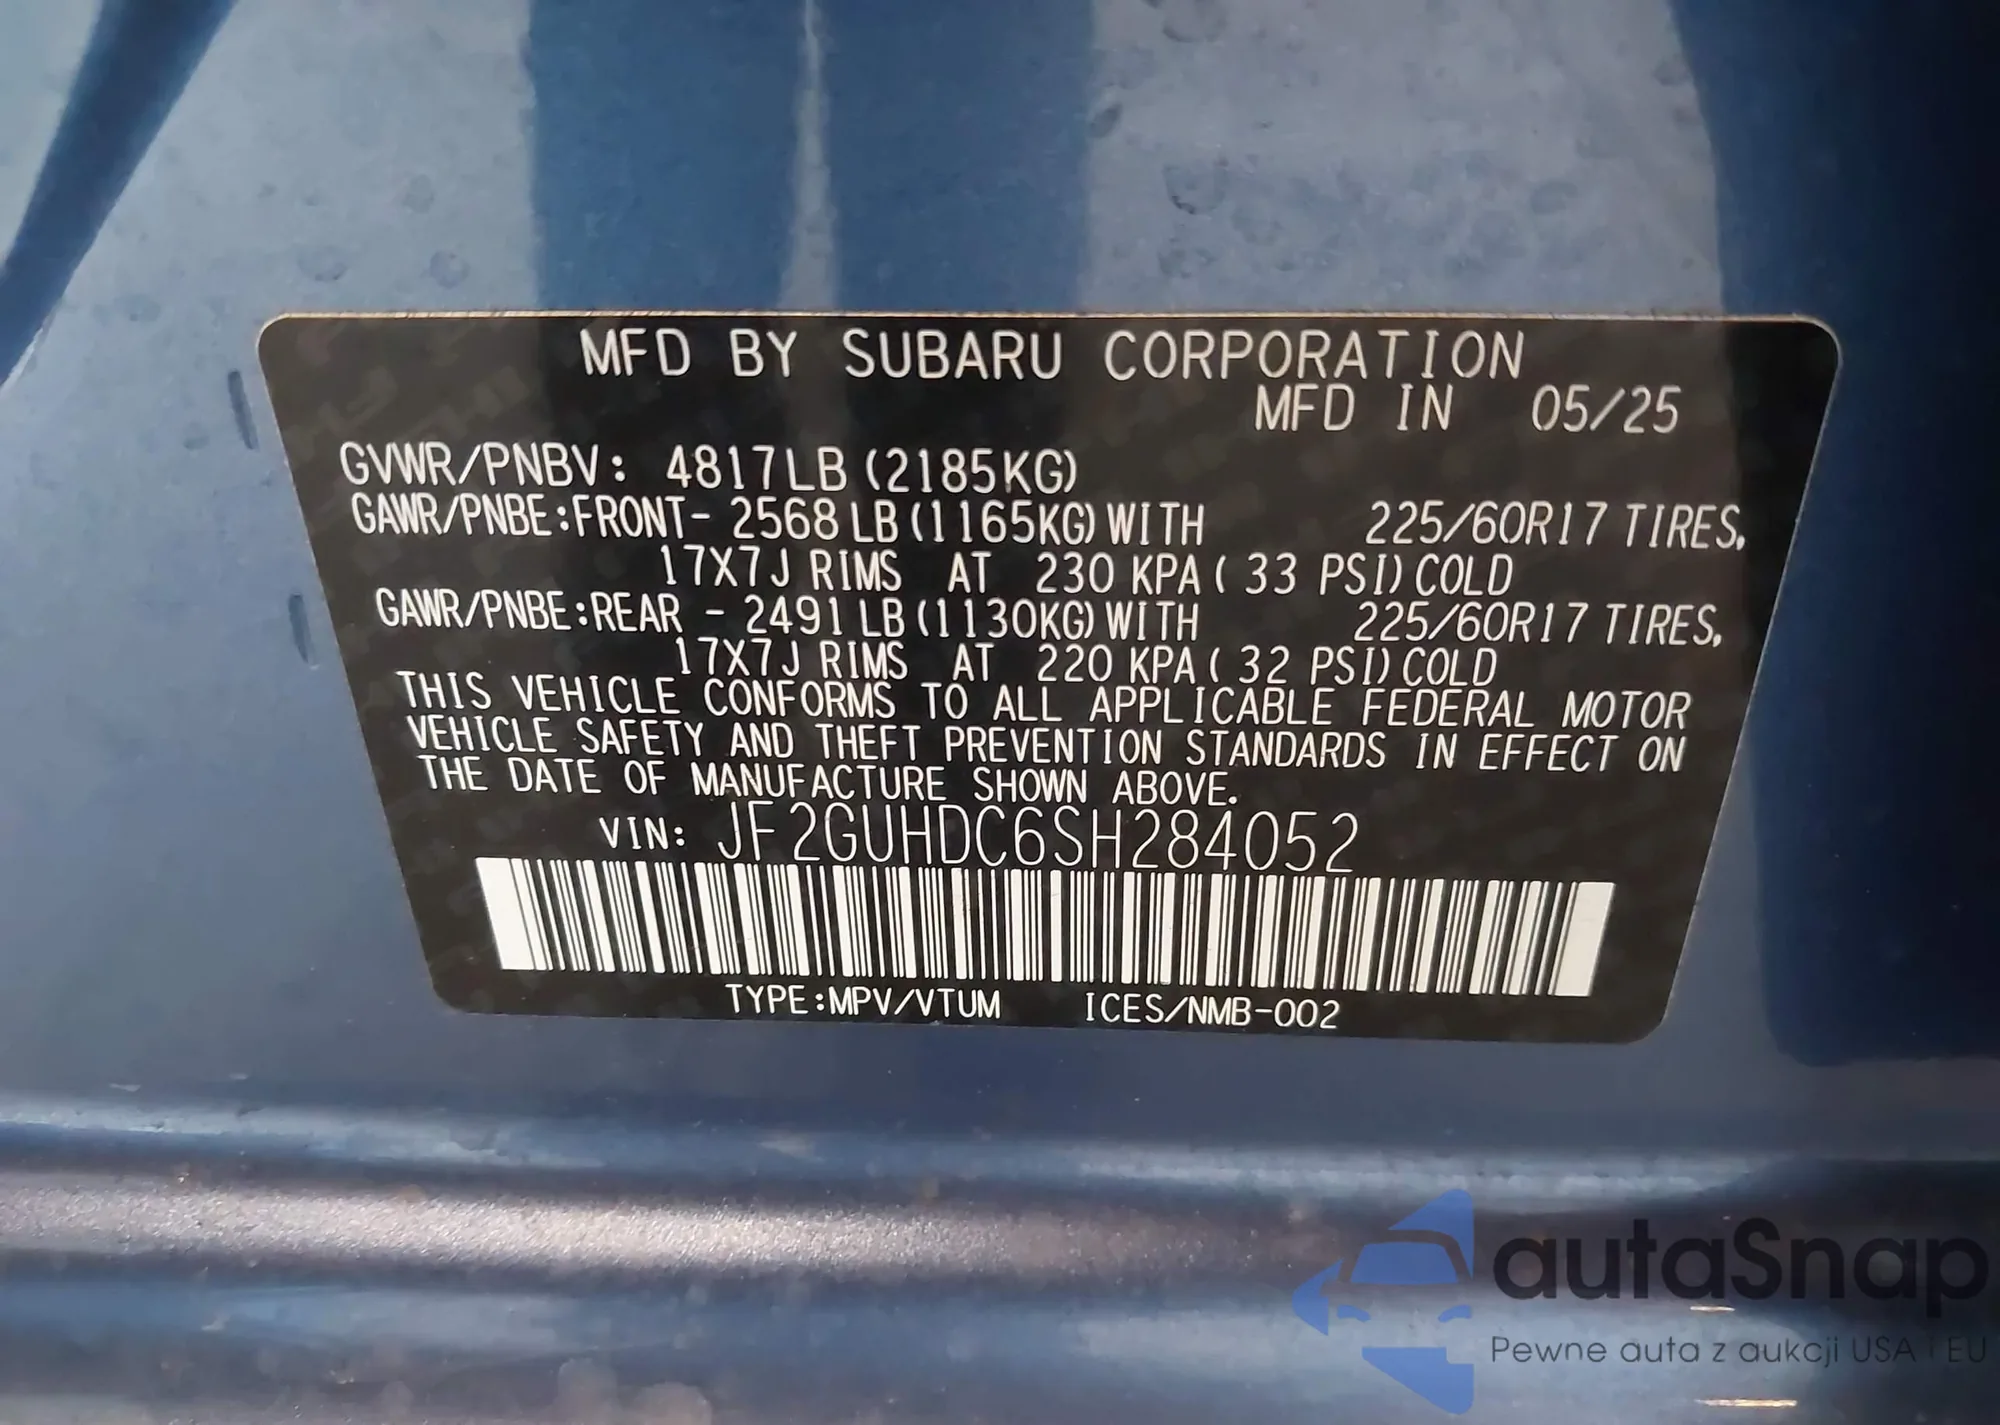 MFD BY SUBARU CORPORATION
MFD IN 05/25
GVWR/PNBV: 4817LB (2185KG)
GAWR/PNBE:FRONT- 2568 LB (1165KG) WITH 225/60R17 TIRES,
17X7J RIMS AT 230 KPA ( 33 PSI) COLD
GAWR/PNBE:REAR - 2491 LB (1130KG) WITH 225/60R17 TIRES,
17X7J RIMS AT 220 KPA ( 32 PSI) COLD
THIS VEHICLE CONFORMS TO ALL APPLICABLE FEDERAL MOTOR
VEHICLE SAFETY AND THEFT PREVENTION STANDARDS IN EFFECT ON
THE DATE OF MANUFACTURE SHOWN ABOVE.
VIN: JF2GUHDC6SH284052
TYPE:MPV/VTUM ICES/NMB-002
autaSnap
Pewne auta z aukcji USA i EU